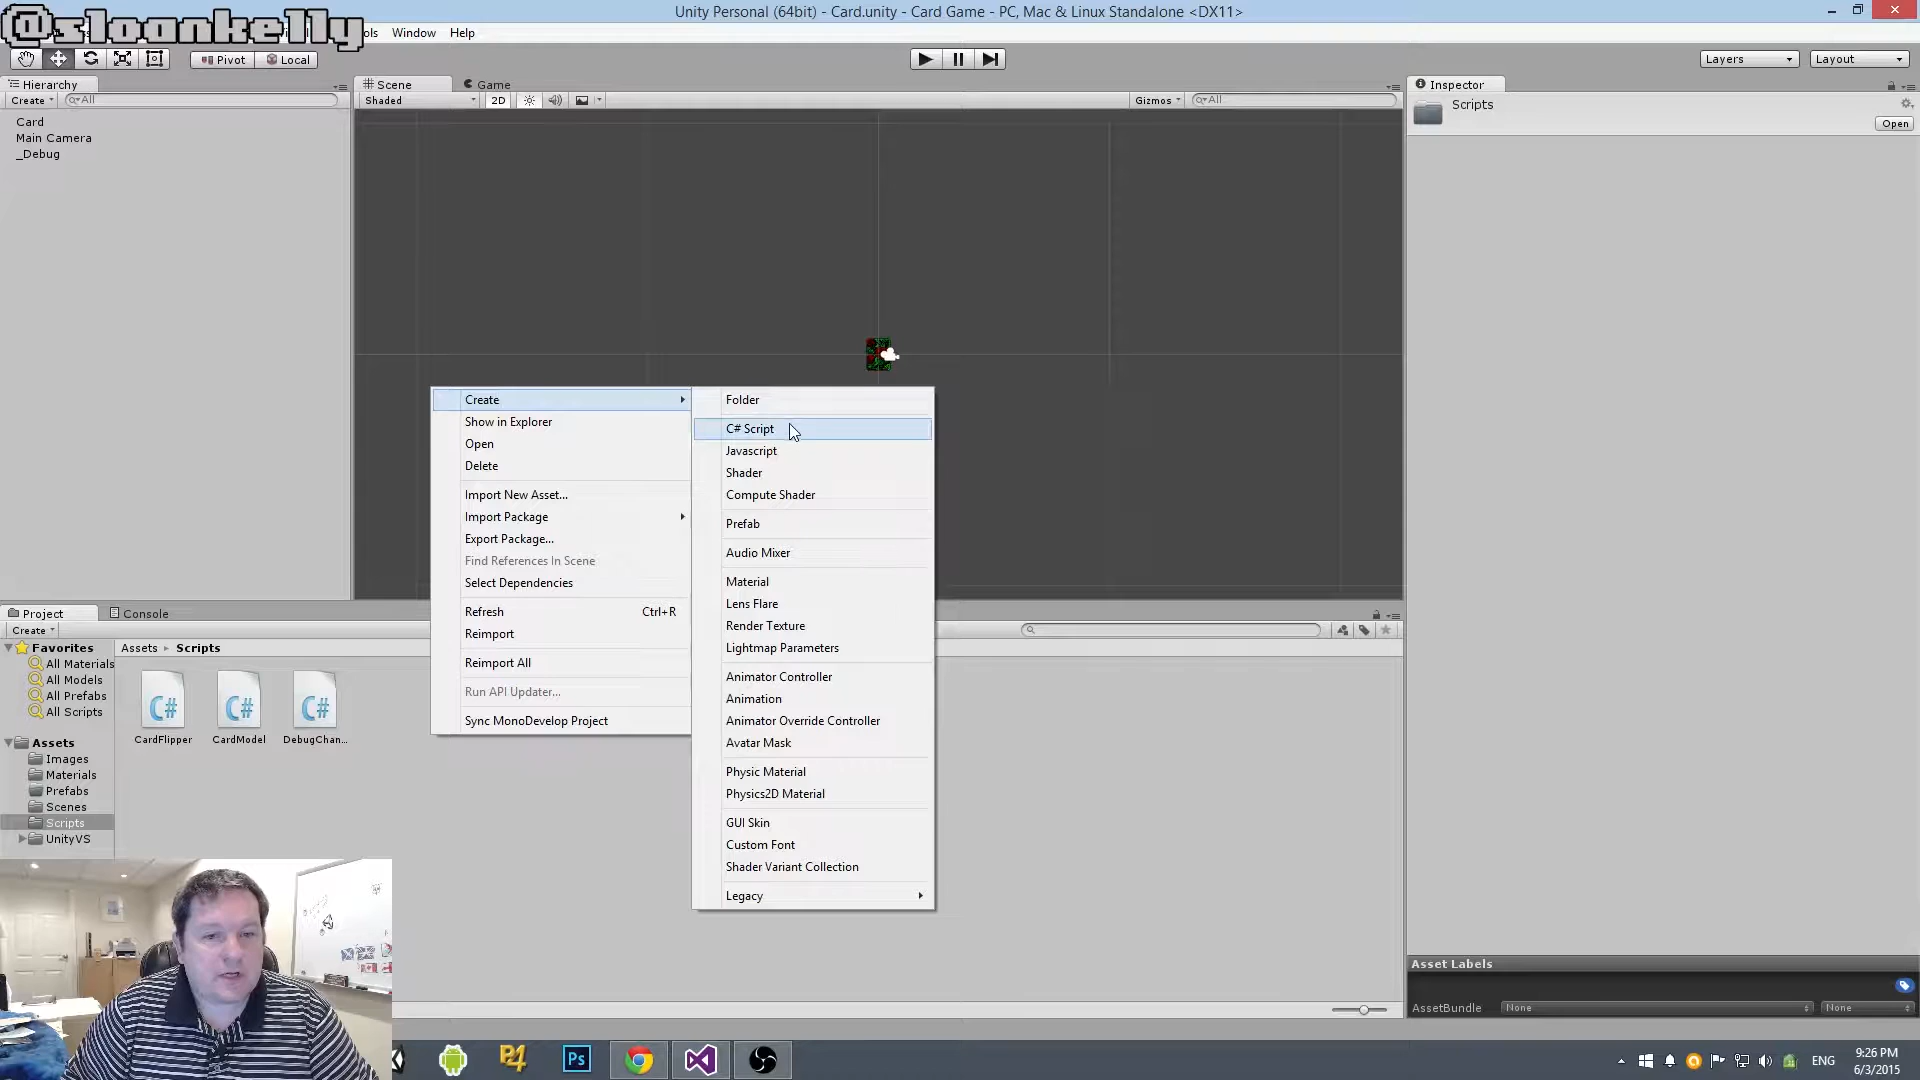 Unity Personal (64bit) - Card.unity - Card Game - PC, Mac & Linux Standalone <DX11>
@sloankelly
ols Window Help
Pivot Local Layers Layout
Hierarchy Scene Game Inspector
Create All Shaded 2D Gizmos All
Scripts
Open
Card
Main Camera
_Debug
Create
Show in Explorer
Open
Delete
Import New Asset...
Import Package
Export Package...
Find References In Scene
Select Dependencies
Refresh Ctrl+R
Reimport
Reimport All
Run API Updater...
Sync MonoDevelop Project
Folder
C# Script
Javascript
Shader
Compute Shader
Prefab
Audio Mixer
Material
Lens Flare
Render Texture
Lightmap Parameters
Animator Controller
Animation
Animator Override Controller
Avatar Mask
Physic Material
Physics2D Material
GUI Skin
Custom Font
Shader Variant Collection
Legacy
Project Console
Create
Favorites
All Materials
All Models
All Prefabs
All Scripts
Assets
Images
Materials
Prefabs
Scenes
Scripts
UnityVS
Assets Scripts
C# C# C#
CardFlipper CardModel DebugChan...
Asset Labels
AssetBundle None None
P4 Ps
ENG
9:26 PM
6/3/2015